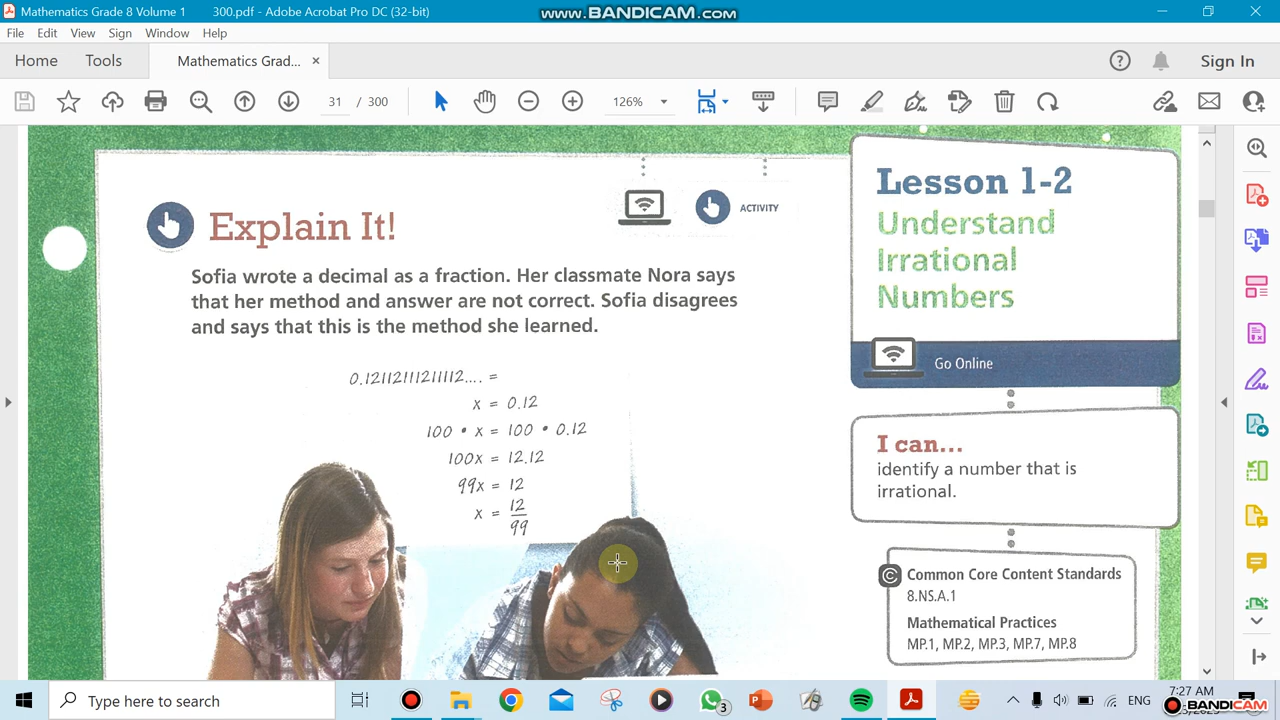 Mathematics Grade 8 Volume 1 300.pdf - Adobe Acrobat Pro DC (32-bit)
www.BANDICAM.com
File Edit View Sign Window Help
Home Tools Mathematics Grad... × Sign In
31 / 300 126%
Explain It!
ACTIVITY
Sofia wrote a decimal as a fraction. Her classmate Nora says
that her method and answer are not correct. Sofia disagrees
and says that this is the method she learned.
0.12112111211112.... =
x = 0.12
100 • x = 100 • 0.12
100x = 12.12
99x = 12
x = 12/99
Lesson 1-2
Understand
Irrational
Numbers
Go Online
I can...
identify a number that is
irrational.
Common Core Content Standards
8.NS.A.1
Mathematical Practices
MP.1, MP.2, MP.3, MP.7, MP.8
Type here to search
3
ENG
7:27 AM
BANDICAM